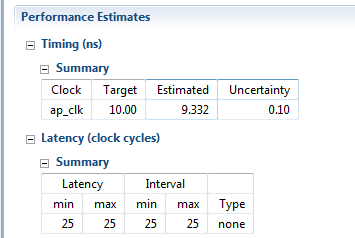 Performance Estimates
Timing (ns)
Summary
Clock Target Estimated Uncertainty
ap_clk 10.00 9.332 0.10
Latency (clock cycles)
Summary
Latency Interval
min max min max Type
25 25 25 25 none